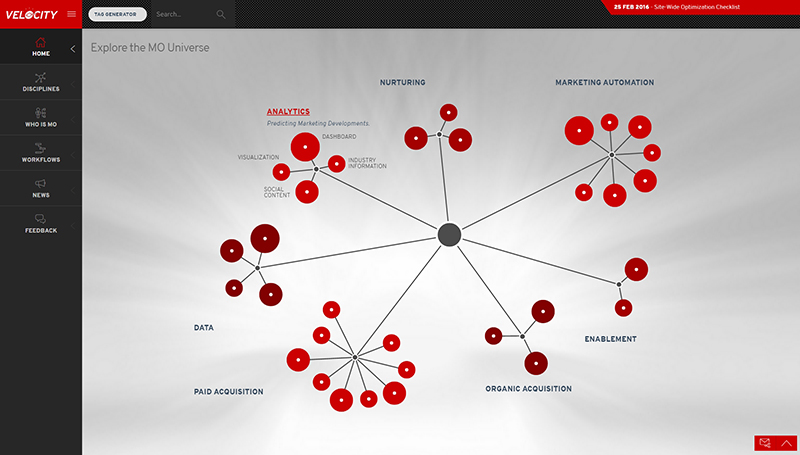 VELOCITY
TAG GENERATOR
Search...
25 FEB 2016 - Site-Wide Optimization Checklist
HOME
DISCIPLINES
WHO IS MO
WORKFLOWS
NEWS
FEEDBACK
Explore the MO Universe
NURTURING
MARKETING AUTOMATION
ANALYTICS
Predicting Marketing Developments.
DASHBOARD
VISUALIZATION
INDUSTRY
INFORMATION
SOCIAL
CONTENT
DATA
ENABLEMENT
PAID ACQUISITION
ORGANIC ACQUISITION